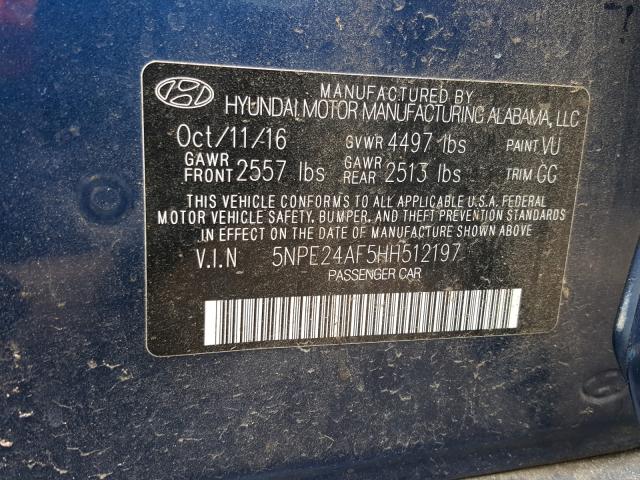 MANUFACTURED BY
HYUNDAI MOTOR MANUFACTURING ALABAMA, LLC
Oct/11/16 GVWR 4497 lbs PAINT VU
GAWR FRONT 2557 lbs GAWR REAR 2513 lbs TRIM GG
THIS VEHICLE CONFORMS TO ALL APPLICABLE U.S.A. FEDERAL
MOTOR VEHICLE SAFETY, BUMPER, AND THEFT PREVENTION STANDARDS
IN EFFECT ON THE DATE OF MANUFACTURE SHOWN ABOVE
V.I.N 5NPE24AF5HH512197
PASSENGER CAR